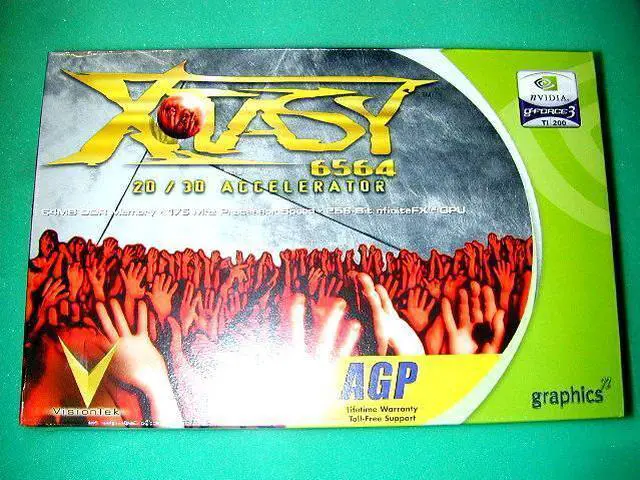 XTASY
6564
2D / 3D ACCELERATOR
64MB DDR Memory • 175 MHz Processor Speed • 256-Bit nfiniteFX™ GPU
NVIDIA.
GFORCE3
TI 200
AGP
Lifetime Warranty
Toll-Free Support
VisionTek
graphics